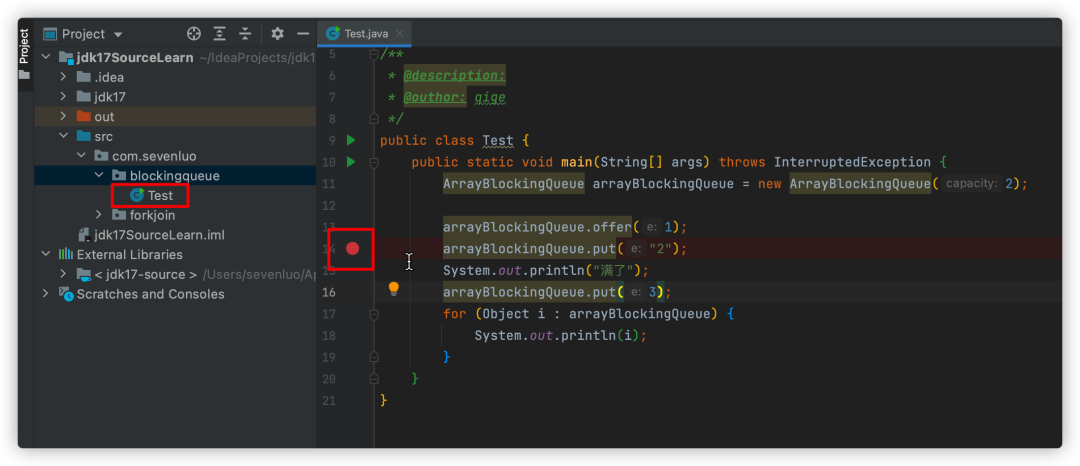 Project
Project
Test.java
jdk17SourceLearn ~/IdeaProjects/jdk1
.idea
jdk17
out
src
com.sevenluo
blockingqueue
Test
forkjoin
jdk17SourceLearn.iml
External Libraries
< jdk17-source > /Users/sevenluo/Ap
Scratches and Consoles
5 /**
6 * @description:
7 * @outhor: qige
8 */
9 public class Test {
10 public static void main(String[] args) throws InterruptedException {
11 ArrayBlockingQueue arrayBlockingQueue = new ArrayBlockingQueue( capacity: 2);
12
13 arrayBlockingQueue.offer( e: 1);
14 arrayBlockingQueue.put( e: "2");
15 System.out.println("满了");
16 arrayBlockingQueue.put( e: 3);
17 for (Object i : arrayBlockingQueue) {
18 System.out.println(i);
19 }
20 }
21 }